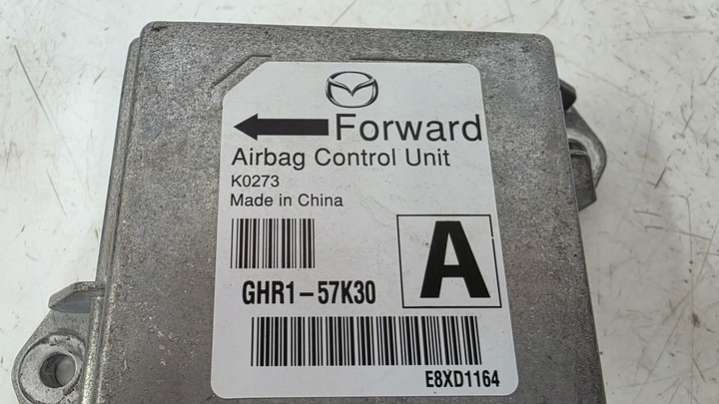 Forward
Airbag Control Unit
K0273
Made in China
A
GHR1-57K30
E8XD1164